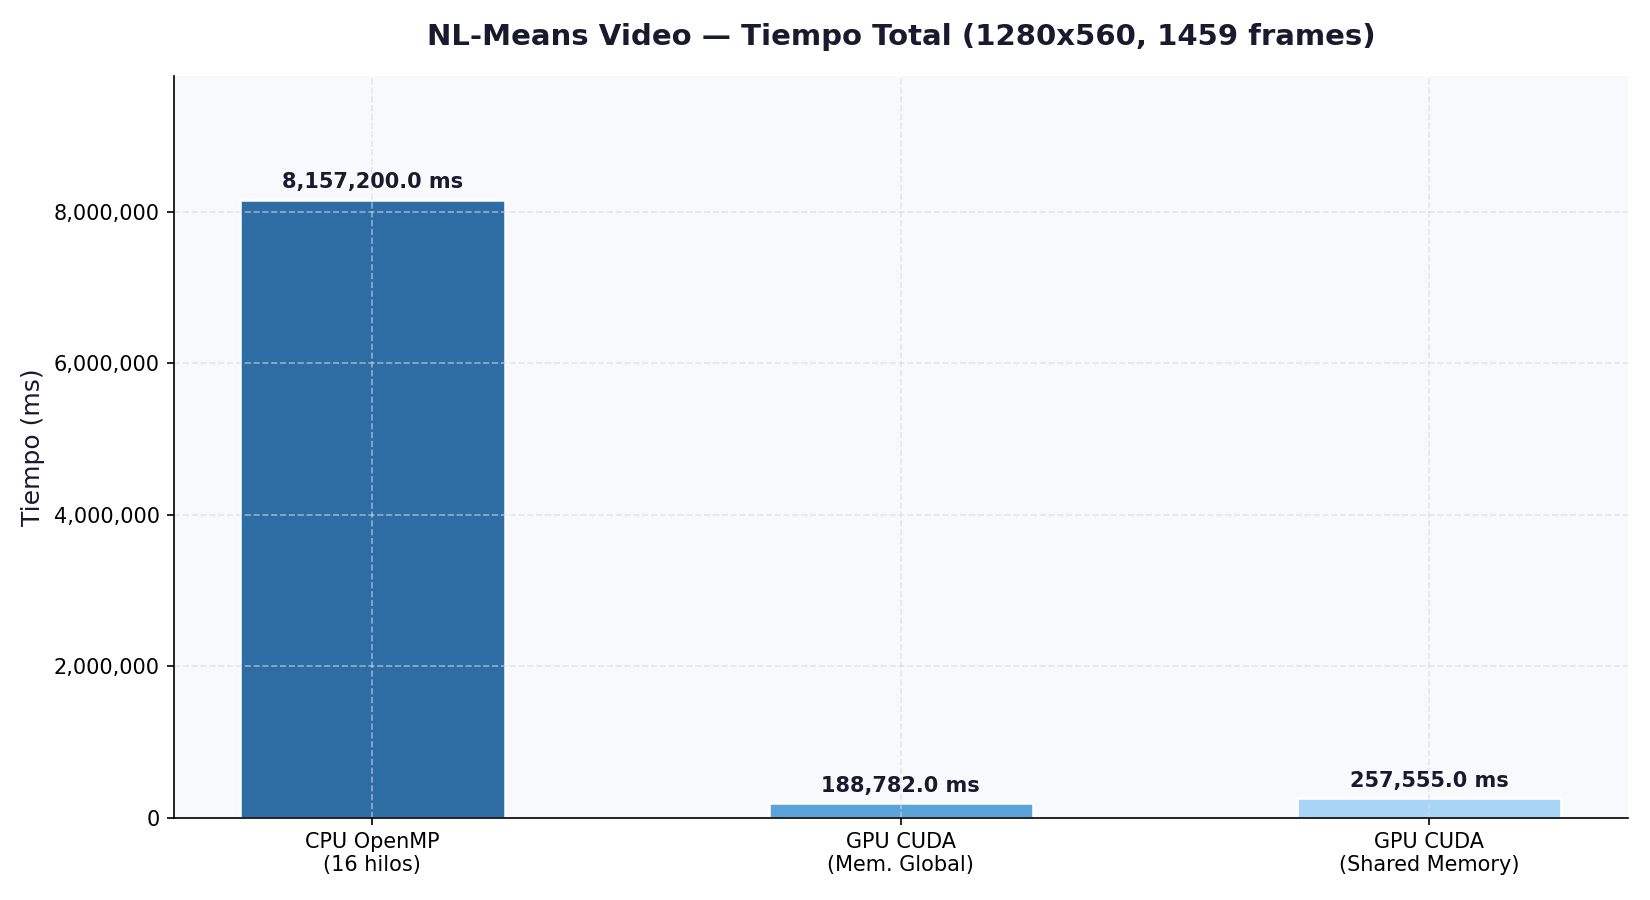 NL-Means Video — Tiempo Total (1280x560, 1459 frames)
Tiempo (ms)
8,000,000
6,000,000
4,000,000
2,000,000
0
8,157,200.0 ms
188,782.0 ms
257,555.0 ms
CPU OpenMP
(16 hilos)
GPU CUDA
(Mem. Global)
GPU CUDA
(Shared Memory)